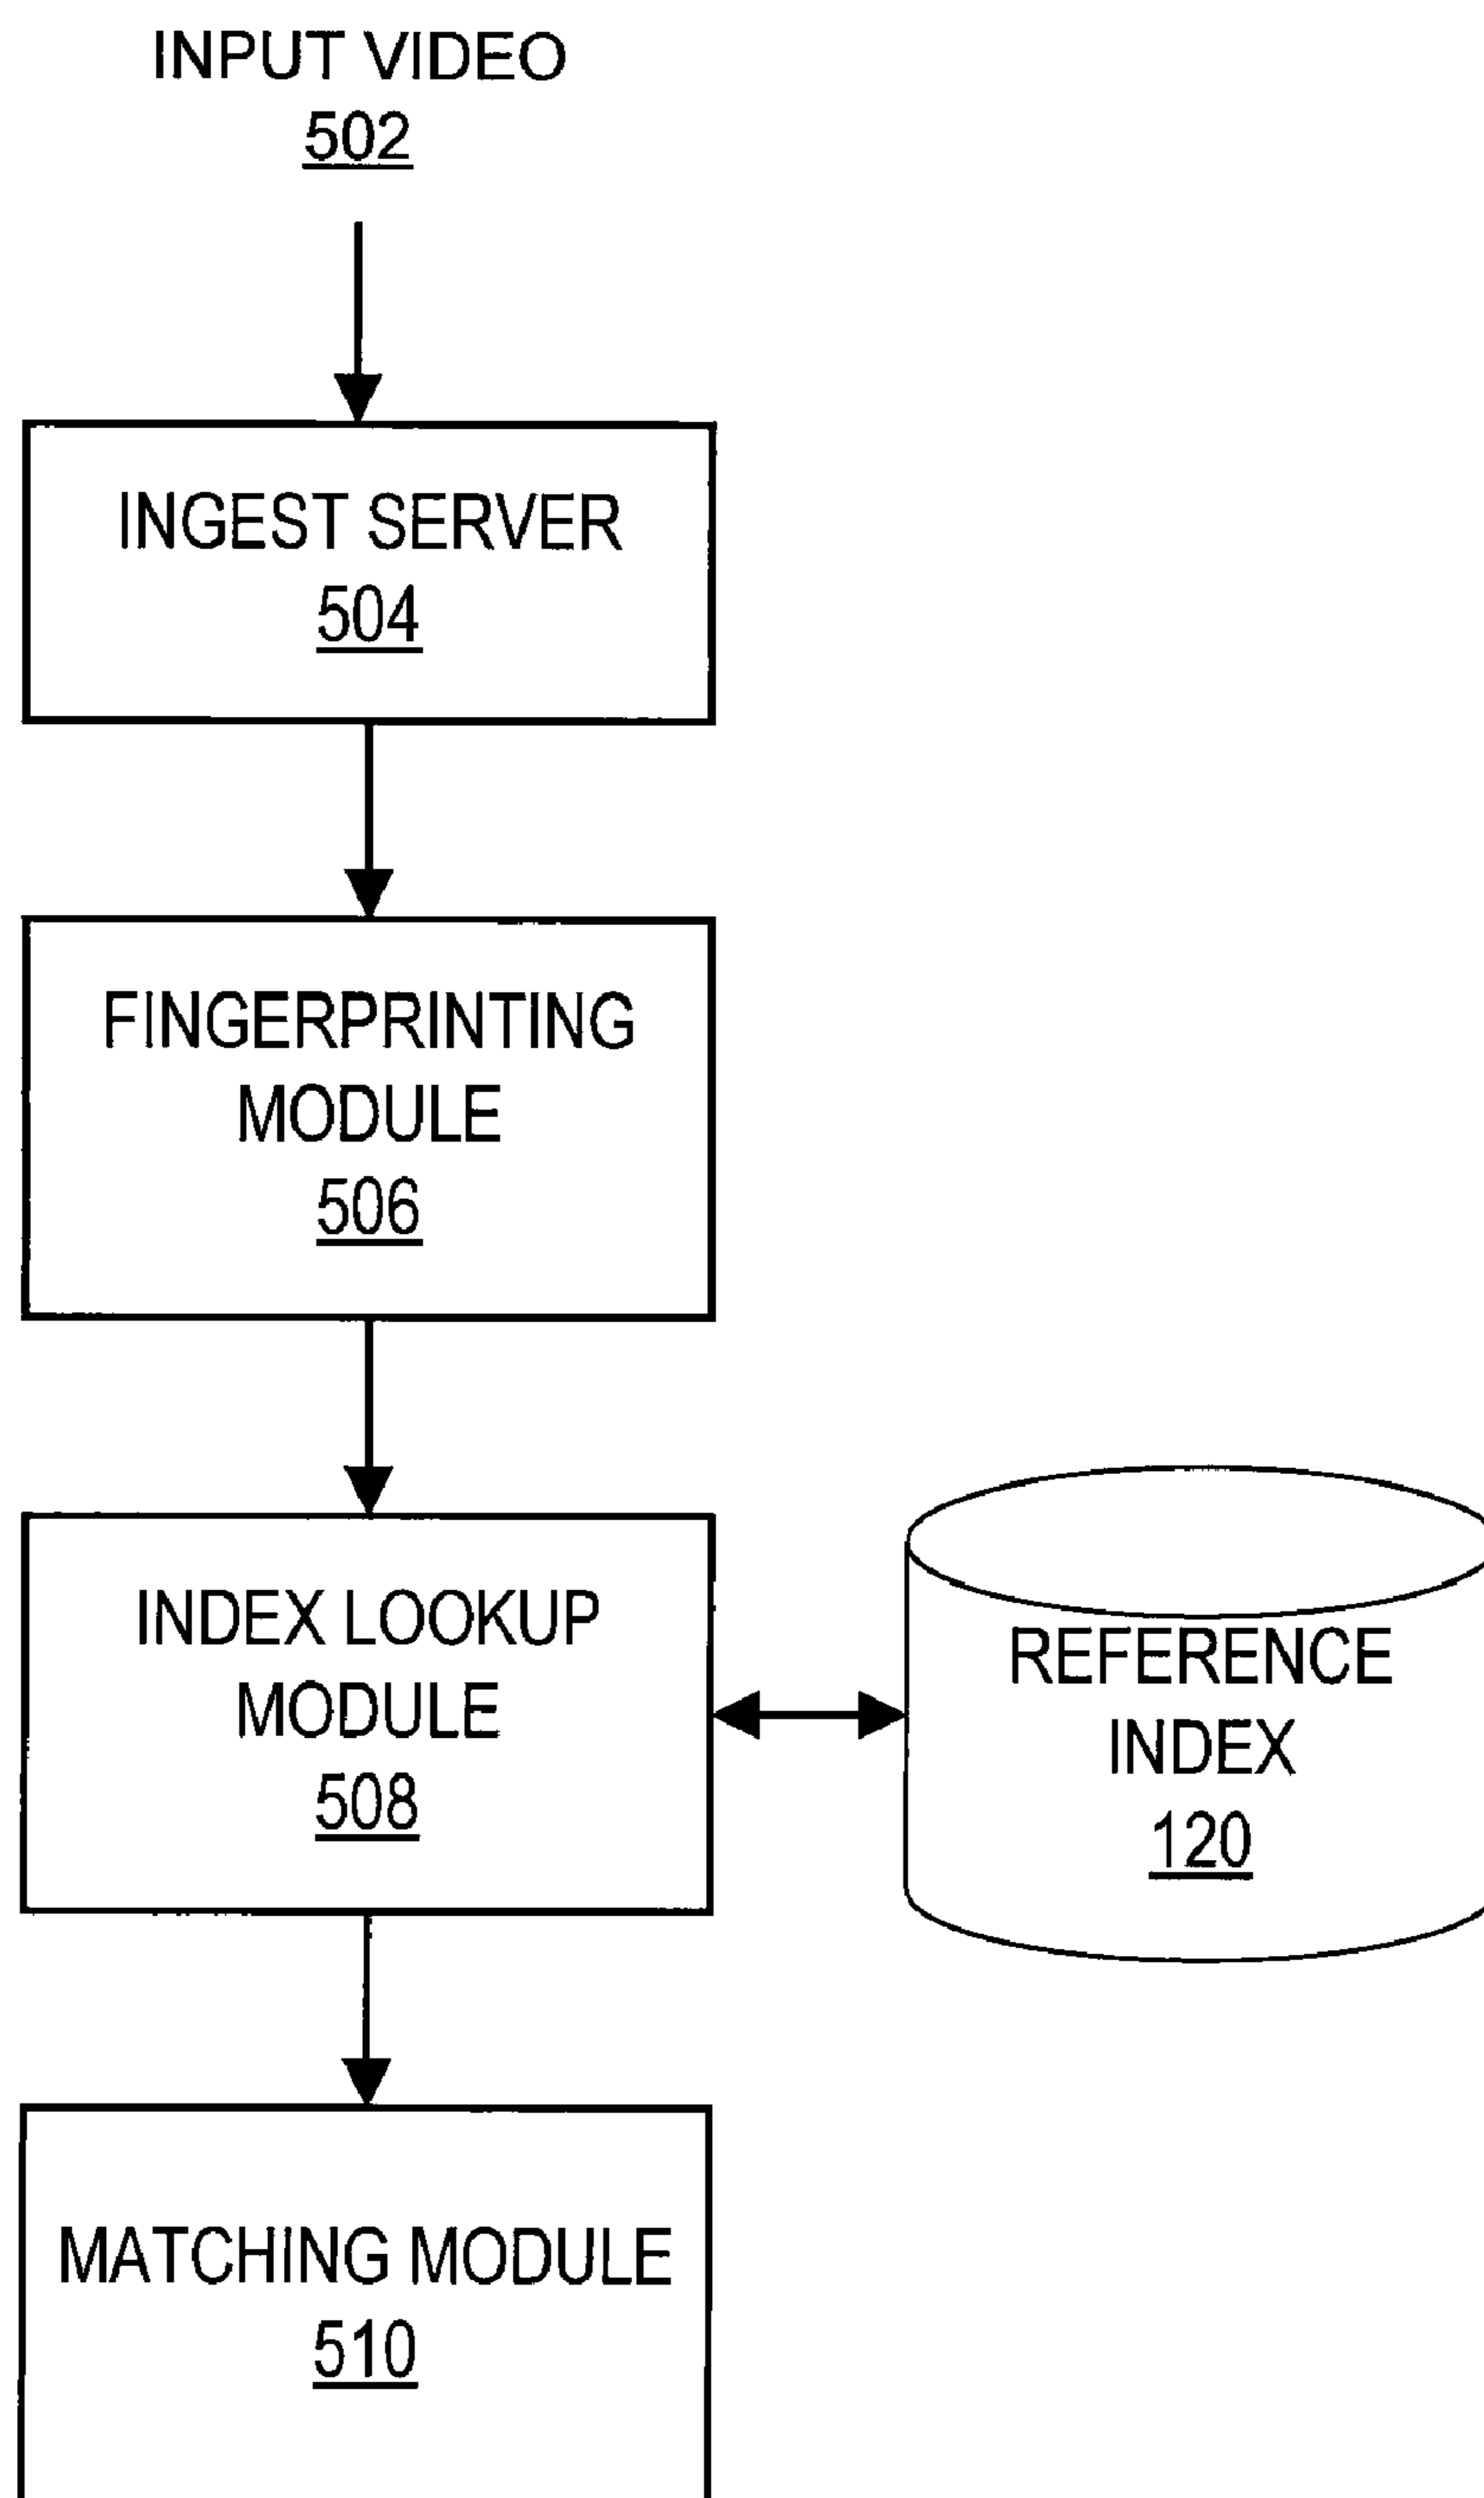 INPUT VIDEO
502
INGEST SERVER
504
FINGERPRINTING
MODULE
506
INDEX LOOKUP
MODULE
508
REFERENCE
INDEX
120
MATCHING MODULE
510